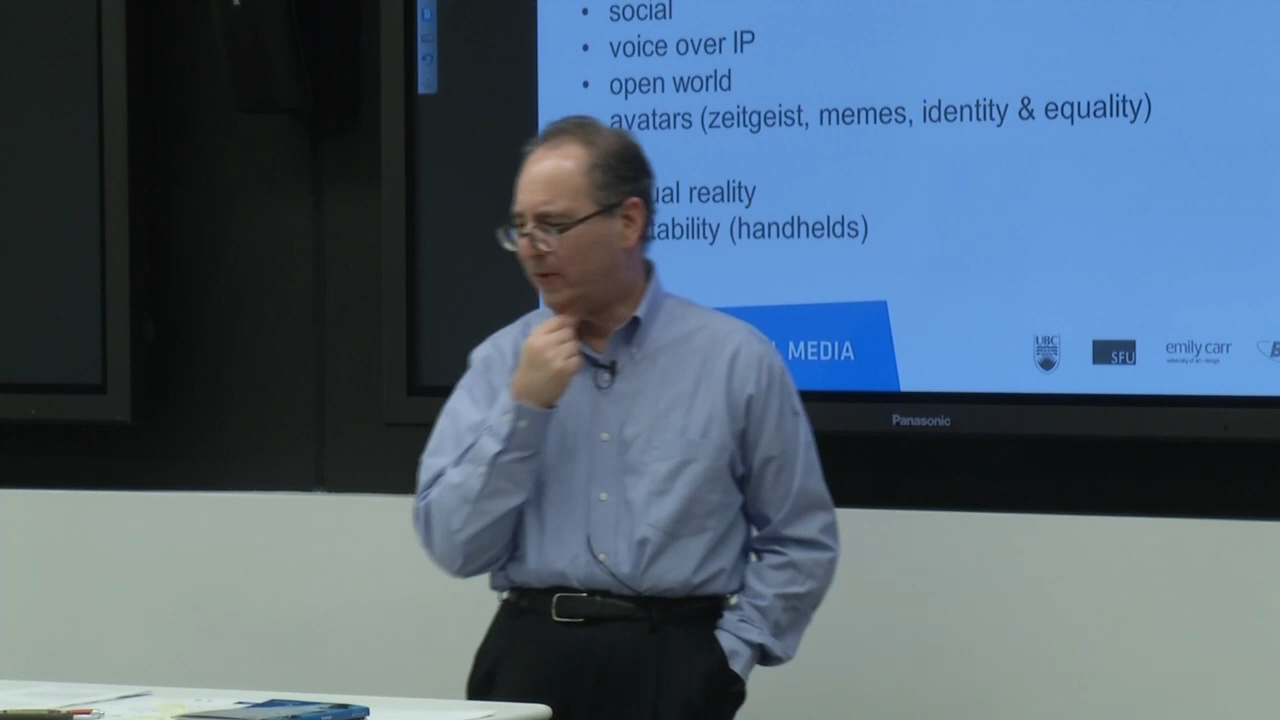 • social
• voice over IP
• open world
avatars (zeitgeist, memes, identity & equality)
ual reality
tability (handhelds)
MEDIA
UBC
SFU
emily carr
Panasonic